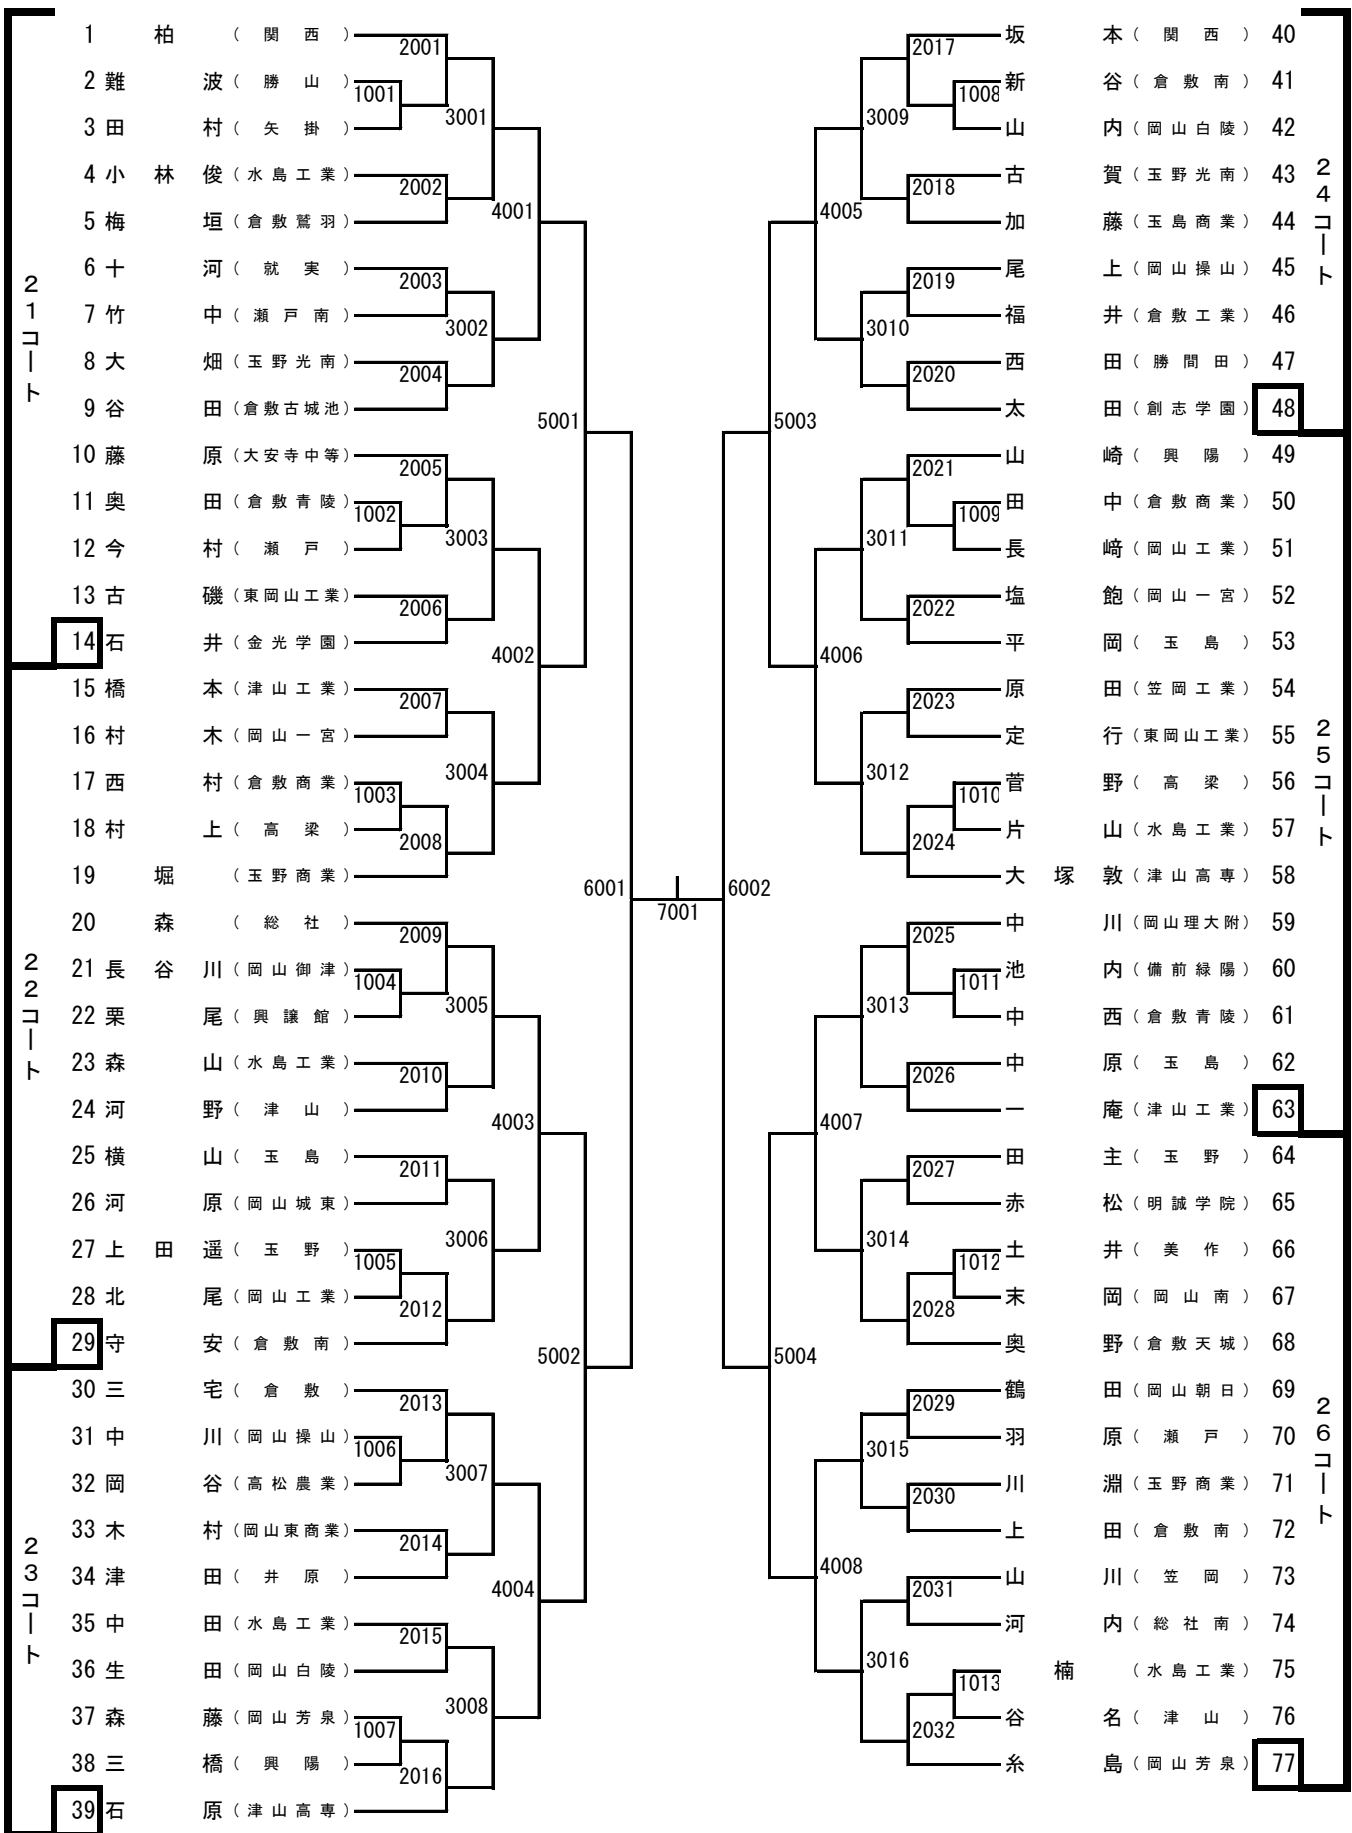 1 柏 (関西)
2 難波 (勝山)
3 田村 (矢掛)
4 小林俊 (水島工業)
5 梅垣 (倉敷鷲羽)
6 十河 (就実)
7 竹中 (瀬戸南)
8 大畑 (玉野光南)
9 谷田 (倉敷古城池)
10 藤原 (大安寺中等)
11 奥田 (倉敷青陵)
12 今村 (瀬戸)
13 古磯 (東岡山工業)
14 石井 (金光学園)
15 橋本 (津山工業)
16 村木 (岡山一宮)
17 西村 (倉敷商業)
18 村上 (高梁)
19 堀 (玉野商業)
20 森 (総社)
21 長谷川 (岡山御津)
22 栗尾 (興譲館)
23 森山 (水島工業)
24 河野 (津山)
25 横山 (玉島)
26 河原 (岡山城東)
27 上田遥 (玉野)
28 北尾 (岡山工業)
29 守安 (倉敷南)
30 三宅 (倉敷)
31 中川 (岡山操山)
32 岡谷 (高松農業)
33 木村 (岡山東商業)
34 津田 (井原)
35 中田 (水島工業)
36 生田 (岡山白陵)
37 森藤 (岡山芳泉)
38 三橋 (興陽)
39 石原 (津山高専)
21コート
22コート
23コート
1001
1002
1003
1004
1005
1006
1007
2001
2002
2003
2004
2005
2006
2007
2008
2009
2010
2011
2012
2013
2014
2015
2016
3001
3002
3003
3004
3005
3006
3007
3008
4001
4002
4003
4004
5001
5002
6001
7001
6002
5003
5004
4005
4006
4007
4008
3009
3010
3011
3012
3013
3014
3015
3016
2017
2018
2019
2020
2021
2022
2023
2024
2025
2026
2027
2028
2029
2030
2031
2032
1008
1009
1010
1011
1012
1013
坂本 (関西) 40
新谷 (倉敷南) 41
山内 (岡山白陵) 42
古賀 (玉野光南) 43
加藤 (玉島商業) 44
尾上 (岡山操山) 45
福井 (倉敷工業) 46
西田 (勝間田) 47
太田 (創志学園) 48
山崎 (興陽) 49
田中 (倉敷商業) 50
長﨑 (岡山工業) 51
塩飽 (岡山一宮) 52
平岡 (玉島) 53
原田 (笠岡工業) 54
定行 (東岡山工業) 55
菅野 (高梁) 56
片山 (水島工業) 57
大塚敦 (津山高専) 58
中川 (岡山理大附) 59
池内 (備前緑陽) 60
中西 (倉敷青陵) 61
中原 (玉島) 62
一庵 (津山工業) 63
田主 (玉野) 64
赤松 (明誠学院) 65
土井 (美作) 66
末岡 (岡山南) 67
奥野 (倉敷天城) 68
鶴田 (岡山朝日) 69
羽原 (瀬戸) 70
川淵 (玉野商業) 71
上田 (倉敷南) 72
山川 (笠岡) 73
河内 (総社南) 74
楠 (水島工業) 75
谷名 (津山) 76
糸島 (岡山芳泉) 77
24コート
25コート
26コート